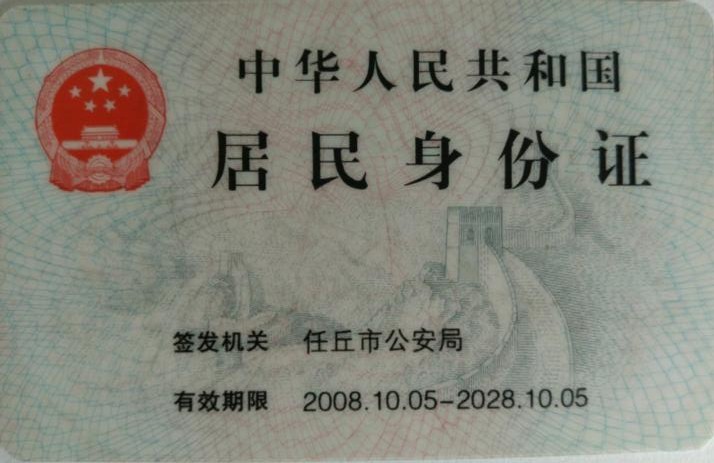 中华人民共和国
居民身份证
签发机关 任丘市公安局
有效期限 2008.10.05-2028.10.05